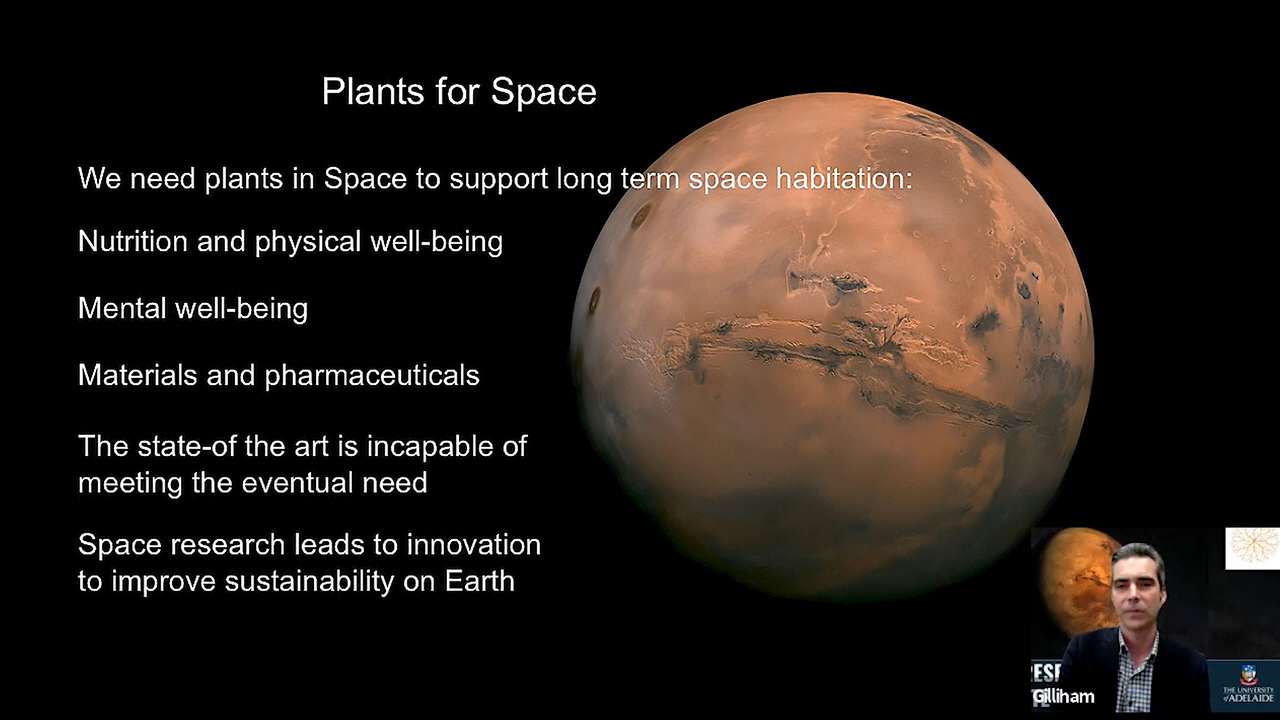 Plants for Space
We need plants in Space to support long term space habitation:
Nutrition and physical well-being
Mental well-being
Materials and pharmaceuticals
The state-of the art is incapable of
meeting the eventual need
Space research leads to innovation
to improve sustainability on Earth
Gilliham
THE UNIVERSITY
of ADELAIDE